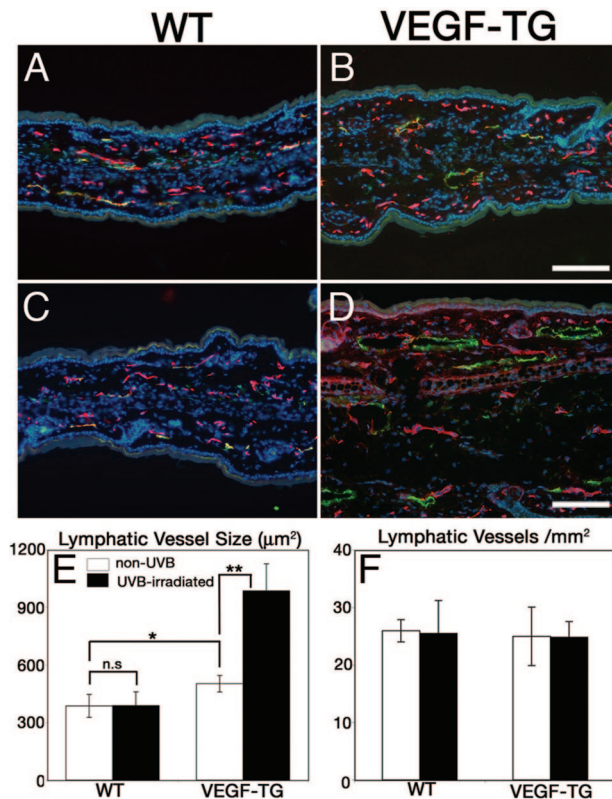 WT VEGF-TG
A B
C D
Lymphatic Vessel Size (µm²) Lymphatic Vessels /mm²
E F
1200
900
600
300
0
non-UVB
UVB-irradiated
n.s
*
**
WT VEGF-TG
40
30
20
10
0
WT VEGF-TG